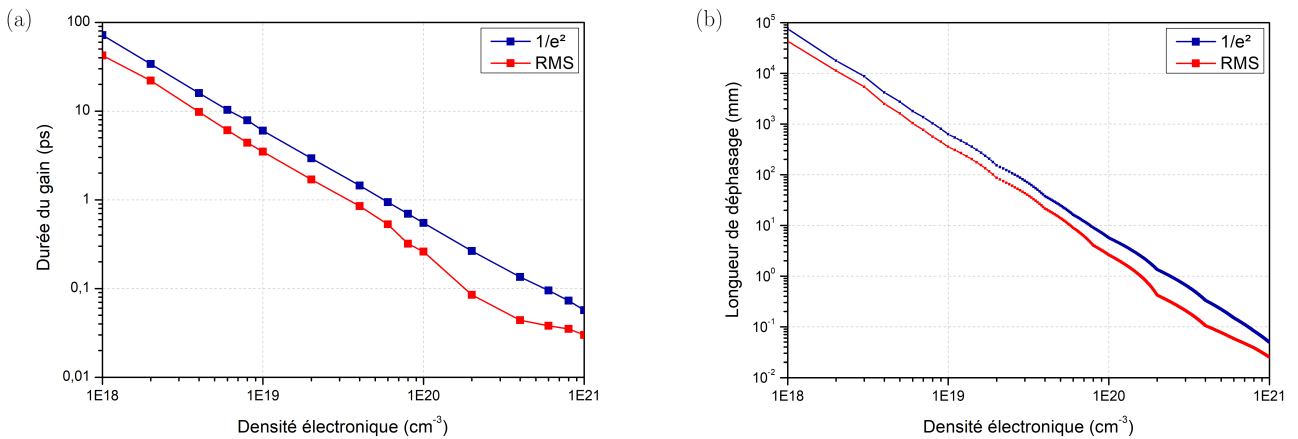 (a)
100
10
1
0,1
0,01
Durée du gain (ps)
1E18
1E19
1E20
1E21
Densité électronique (cm⁻³)
1/e²
RMS
(b)
10⁵
10⁴
10³
10²
10¹
10⁰
10⁻¹
10⁻²
Longueur de déphasage (mm)
1E18
1E19
1E20
1E21
Densité électronique (cm⁻³)
1/e²
RMS